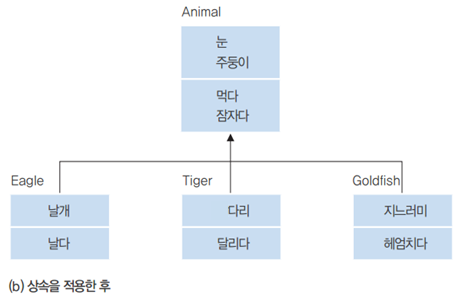 Animal
눈
주둥이
먹다
잠자다
Eagle
Tiger
Goldfish
날개
다리
지느러미
날다
달리다
헤엄치다
(b) 상속을 적용한 후